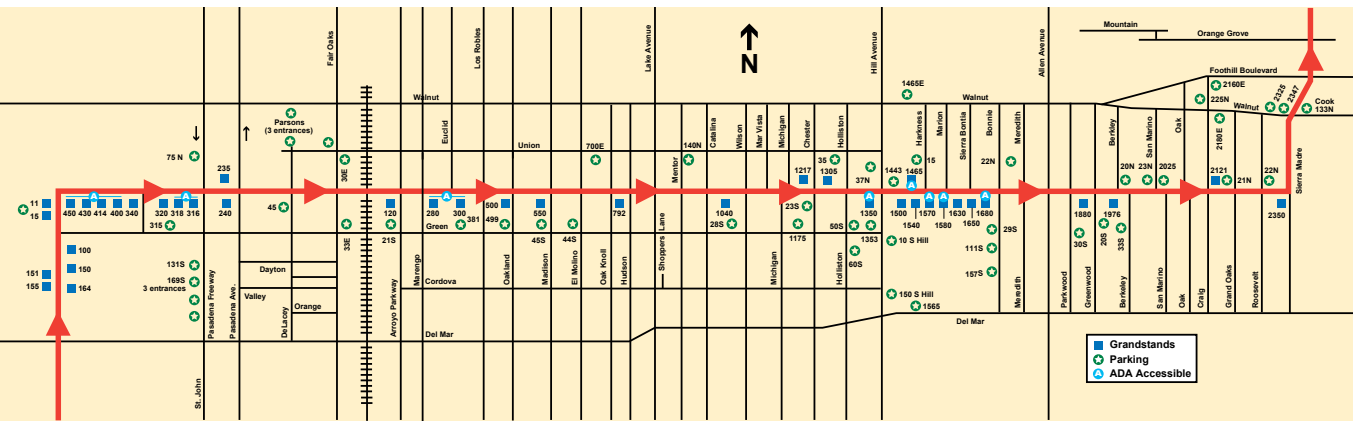 Mountain
Orange Grove
Fair Oaks
Los Robles
Lake Avenue
N
Hill Avenue
Allen Avenue
Foothill Boulevard
1465E
2160E
225N
2325
2347
Cook
133N
Walnut
Walnut
Walnut
Parsons
(3 entrances)
Euclid
Union
700E
140N
Catalina
Wilson
Mar Vista
Michigan
Chester
Holliston
Harkness
Marion
Sierra Bontia
Bonnie
Meredith
Berkley
San Marino
Oak
2180E
75 N
235
30E
Mentor
1217
35
1305
37N
1443
1465
15
22N
20N
23N
2025
2121
21N
22N
Sierra Madre
11
15
450
430
414
400
340
320
318
316
315
240
45
33E
120
21S
280
300
381
Green
500
499
550
45S
44S
792
1040
28S
23S
1175
50S
1350
1353
60S
1500
1540
1570
1580
1630
1650
1680
29S
111S
157S
10 S Hill
150 S Hill
1565
1880
30S
1976
20S
33S
2350
100
150
164
151
155
131S
169S
3 entrances
Pasadena Freeway
Pasadena Ave.
Dayton
Valley
Orange
DeLacey
Arroyo Parkway
Marengo
Cordova
Oakland
Madison
El Molino
Oak Knoll
Hudson
Shoppers Lane
Michigan
Holliston
Meredith
Parkwood
Greenwood
Berkeley
San Marino
Oak
Craig
Grand Oaks
Roosevelt
Del Mar
Del Mar
St. John
Grandstands
Parking
A ADA Accessible